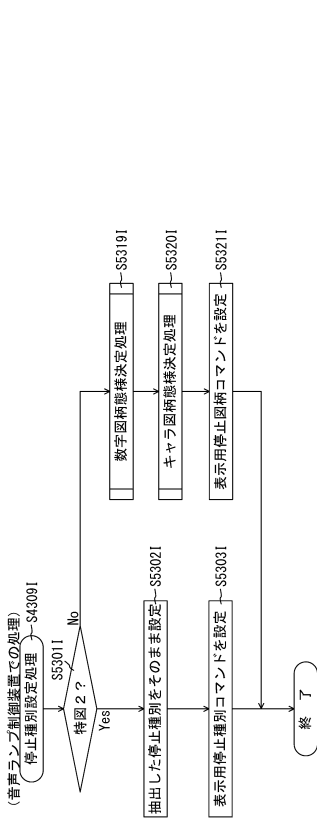 (音声ランプ制御装置での処理)
停止種別設定処理
S4309I
S5301I
特図2?
No
Yes
抽出した停止種別をそのまま設定
S5302I
表示用停止種別コマンドを設定
S5303I
数字図柄態様決定処理
S5319I
キャラ図柄態様決定処理
S5320I
表示用停止図柄コマンドを設定
S5321I
終 了